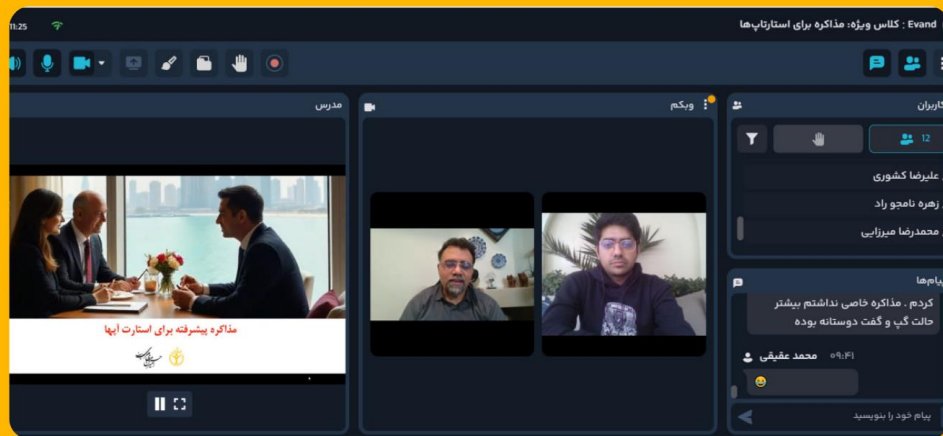 11:25
Evand : کلاس ویژه: مذاکره برای استارتاپ‌ها
مدرس
مذاکره پیشرفته برای استارت آپها
وبکم
کاربران
12
علیرضا کشوری
زهره نامجو راد
محمدرضا میرزایی
پیام‌ها
کردم . مذاکره خاصی نداشتم بیشتر
حالت گپ و گفت دوستانه بوده
محمد عقیقی ۰۹:۴۱
پیام خود را بنویسید